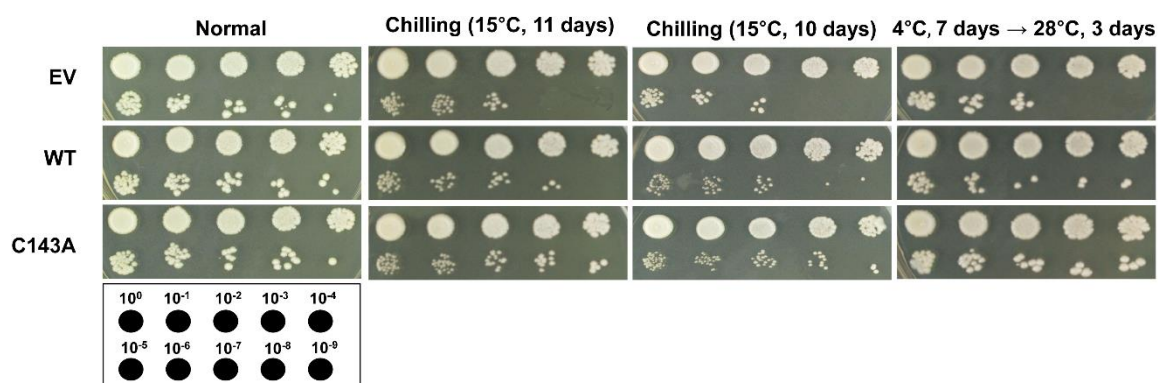 Normal
Chilling (15°C, 11 days)
Chilling (15°C, 10 days)
4°C, 7 days → 28°C, 3 days
EV
WT
C143A
10⁰ 10⁻¹ 10⁻² 10⁻³ 10⁻⁴
10⁻⁵ 10⁻⁶ 10⁻⁷ 10⁻⁸ 10⁻⁹